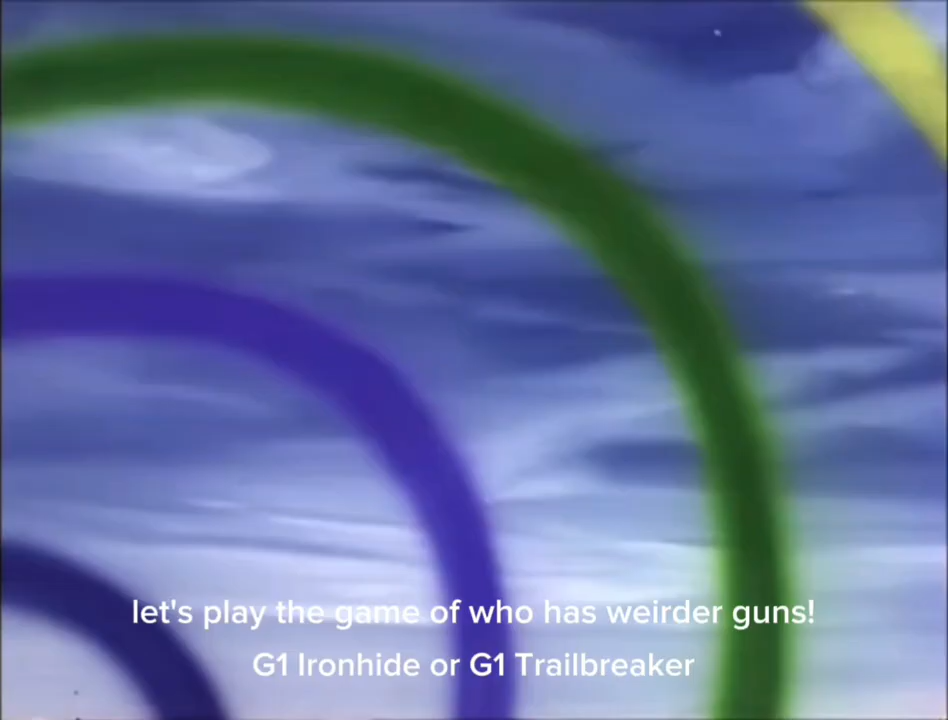 let's play the game of who has weirder guns!
G1 Ironhide or G1 Trailbreaker